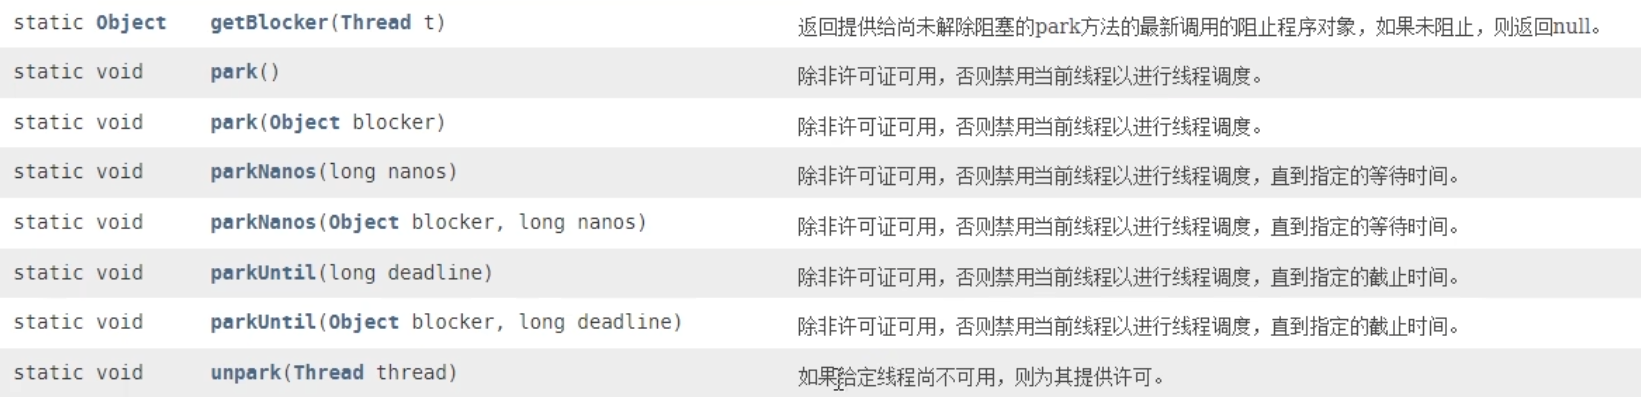 static Object getBlocker(Thread t) 返回提供给尚未解除阻塞的park方法的最新调用的阻止程序对象，如果未阻止，则返回null。
static void park() 除非许可证可用，否则禁用当前线程以进行线程调度。
static void park(Object blocker) 除非许可证可用，否则禁用当前线程以进行线程调度。
static void parkNanos(long nanos) 除非许可证可用，否则禁用当前线程以进行线程调度，直到指定的等待时间。
static void parkNanos(Object blocker, long nanos) 除非许可证可用，否则禁用当前线程以进行线程调度，直到指定的等待时间。
static void parkUntil(long deadline) 除非许可证可用，否则禁用当前线程以进行线程调度，直到指定的截止时间。
static void parkUntil(Object blocker, long deadline) 除非许可证可用，否则禁用当前线程以进行线程调度，直到指定的截止时间。
static void unpark(Thread thread) 如果给定线程尚不可用，则为其提供许可。